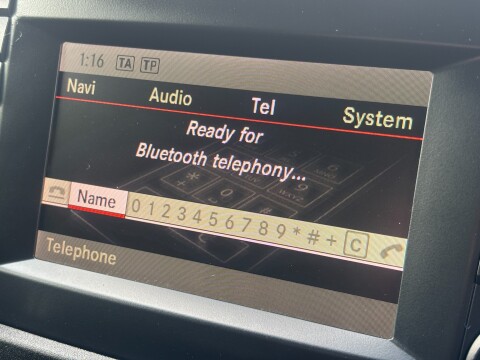 1:16 TA TP
Navi Audio Tel System
Ready for
Bluetooth telephony...
Name 0 1 2 3 4 5 6 7 8 9 * # + C
Telephone